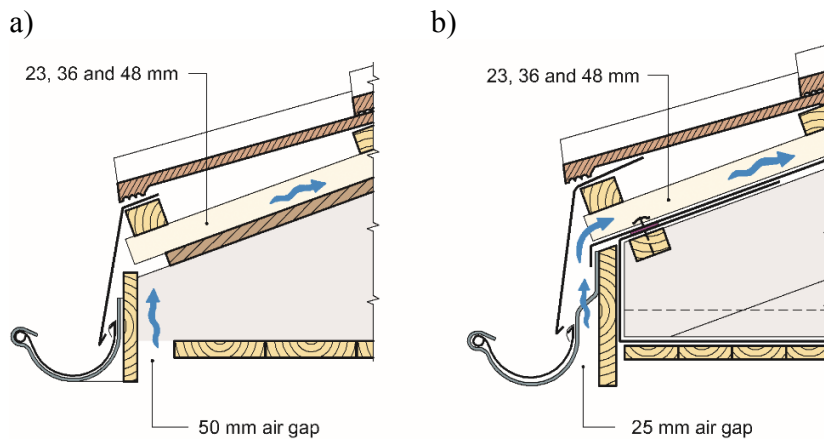 a)
b)
23, 36 and 48 mm
23, 36 and 48 mm
50 mm air gap
25 mm air gap